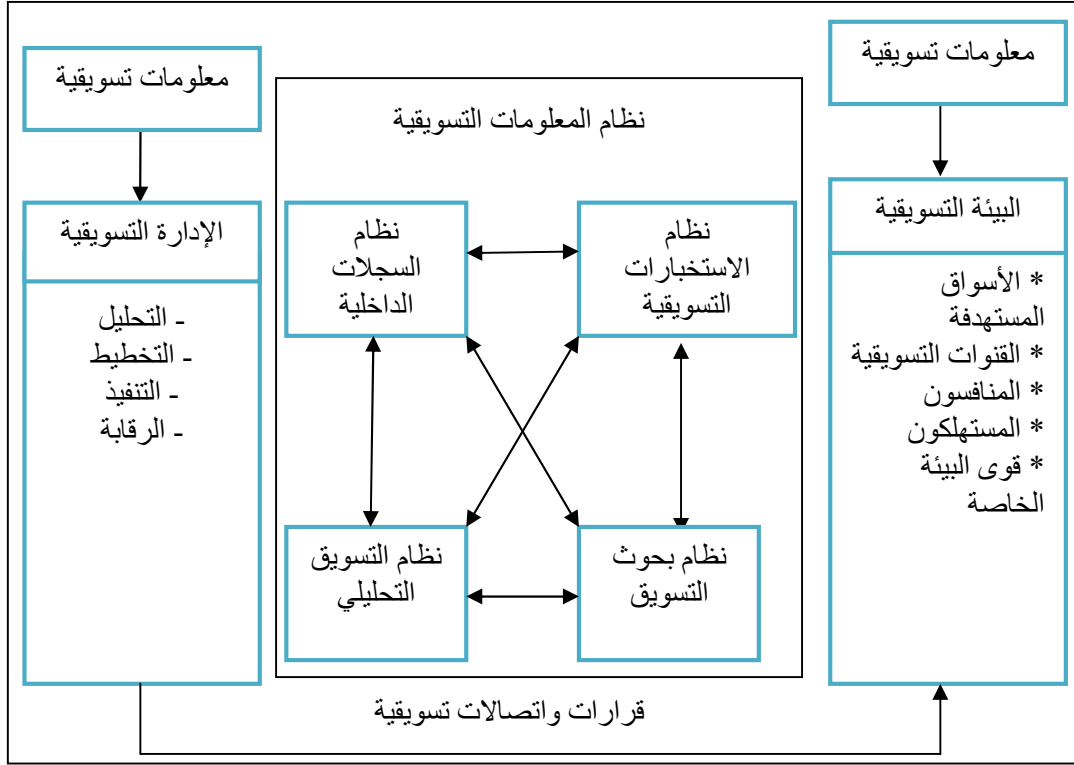 معلومات تسويقية
البيئة التسويقية
* الأسواق
المستهدفة
* القنوات التسويقية
* المنافسون
* المستهلكون
* قوى البيئة
الخاصة
نظام المعلومات التسويقية
نظام
الاستخبارات
التسويقية
نظام
السجلات
الداخلية
نظام بحوث
التسويق
نظام التسويق
التحليلي
معلومات تسويقية
الإدارة التسويقية
- التحليل
- التخطيط
- التنفيذ
- الرقابة
قرارات واتصالات تسويقية